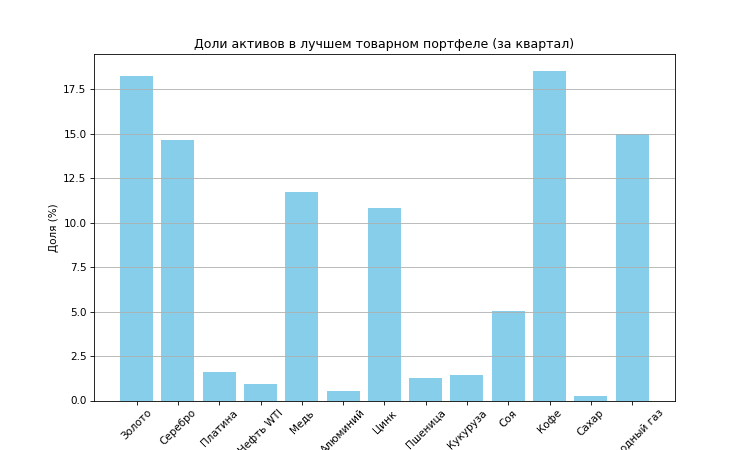 Доли активов в лучшем товарном портфеле (за квартал)
Доля (%)
17.5
15.0
12.5
10.0
7.5
5.0
2.5
0.0
Золото
Серебро
Платина
Нефть WTI
Медь
Алюминий
Цинк
Пшеница
Кукуруза
Соя
Кофе
Сахар
одный газ